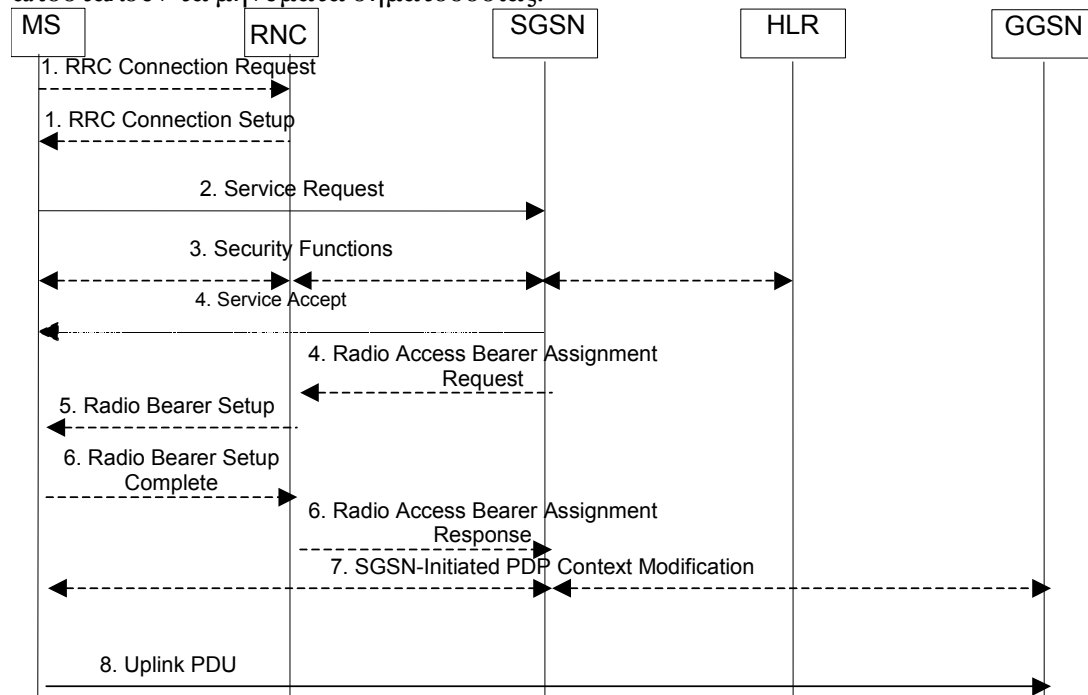 MS RNC SGSN HLR GGSN
1. RRC Connection Request
1. RRC Connection Setup
2. Service Request
3. Security Functions
4. Service Accept
4. Radio Access Bearer Assignment
Request
5. Radio Bearer Setup
6. Radio Bearer Setup
Complete
6. Radio Access Bearer Assignment
Response
7. SGSN-Initiated PDP Context Modification
8. Uplink PDU